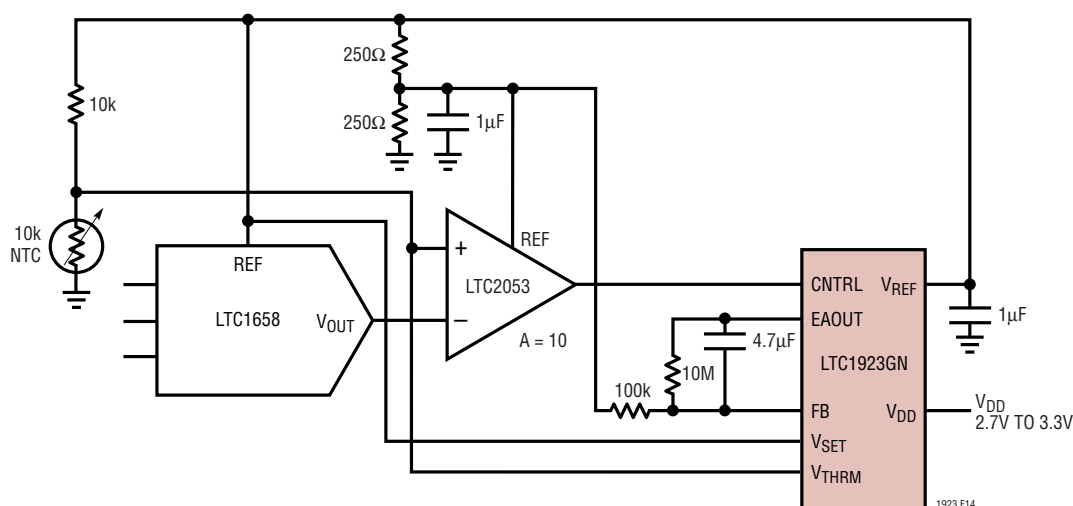 250Ω
10k
250Ω
1µF
10k
NTC
REF
REF
+
LTC2053
LTC1658
VOUT
−
A = 10
CNTRL
VREF
EAOUT
1µF
4.7µF
LTC1923GN
10M
100k
FB
VDD
VDD
2.7V TO 3.3V
VSET
VTHRM
1923 F14